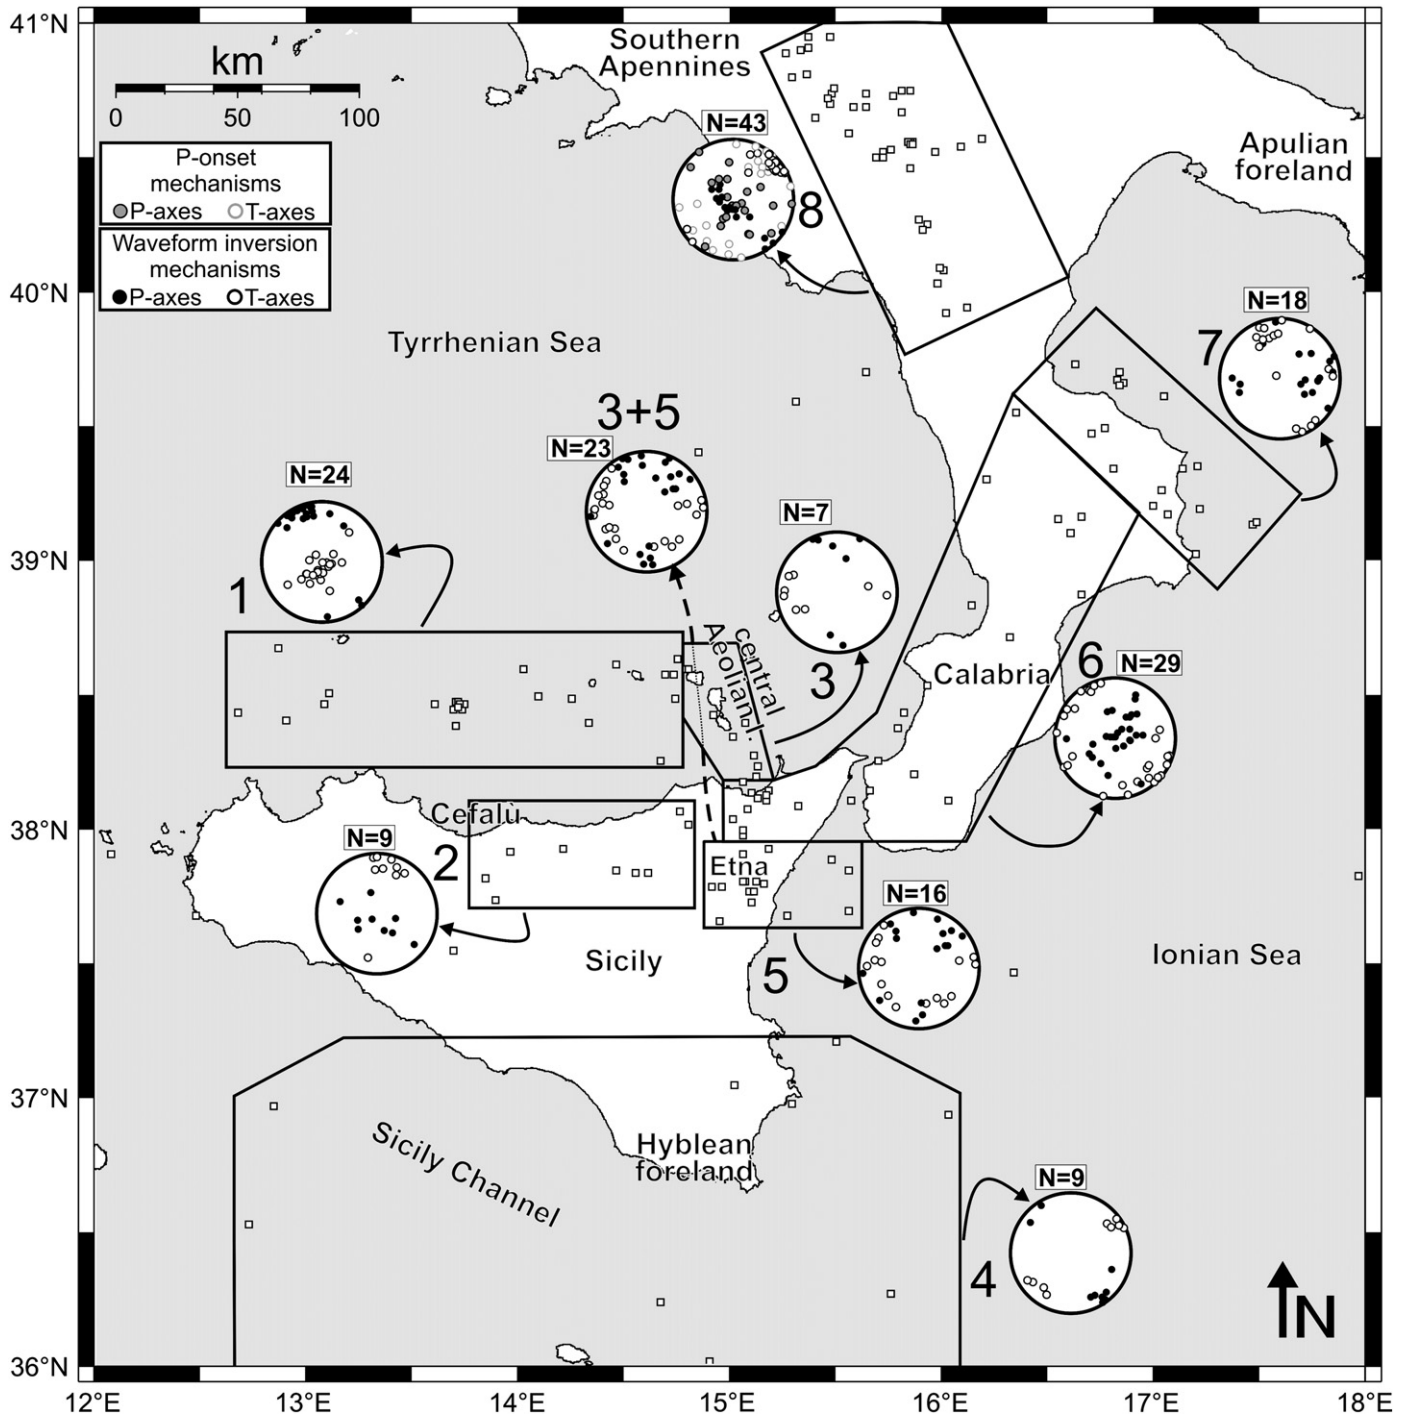 41°N
40°N
39°N
38°N
37°N
36°N
12°E
13°E
14°E
15°E
16°E
17°E
18°E
km
0
50
100
P-onset
mechanisms
P-axes
T-axes
Waveform inversion
mechanisms
P-axes
T-axes
Southern
Apennines
Apulian
foreland
N=43
8
N=18
7
Tyrrhenian Sea
3+5
N=23
N=24
1
N=7
3
central
Aeolian I.
Calabria
6
N=29
Cefalù
2
N=9
Etna
N=16
5
Sicily
Ionian Sea
Hyblean
foreland
Sicily Channel
N=9
4
N